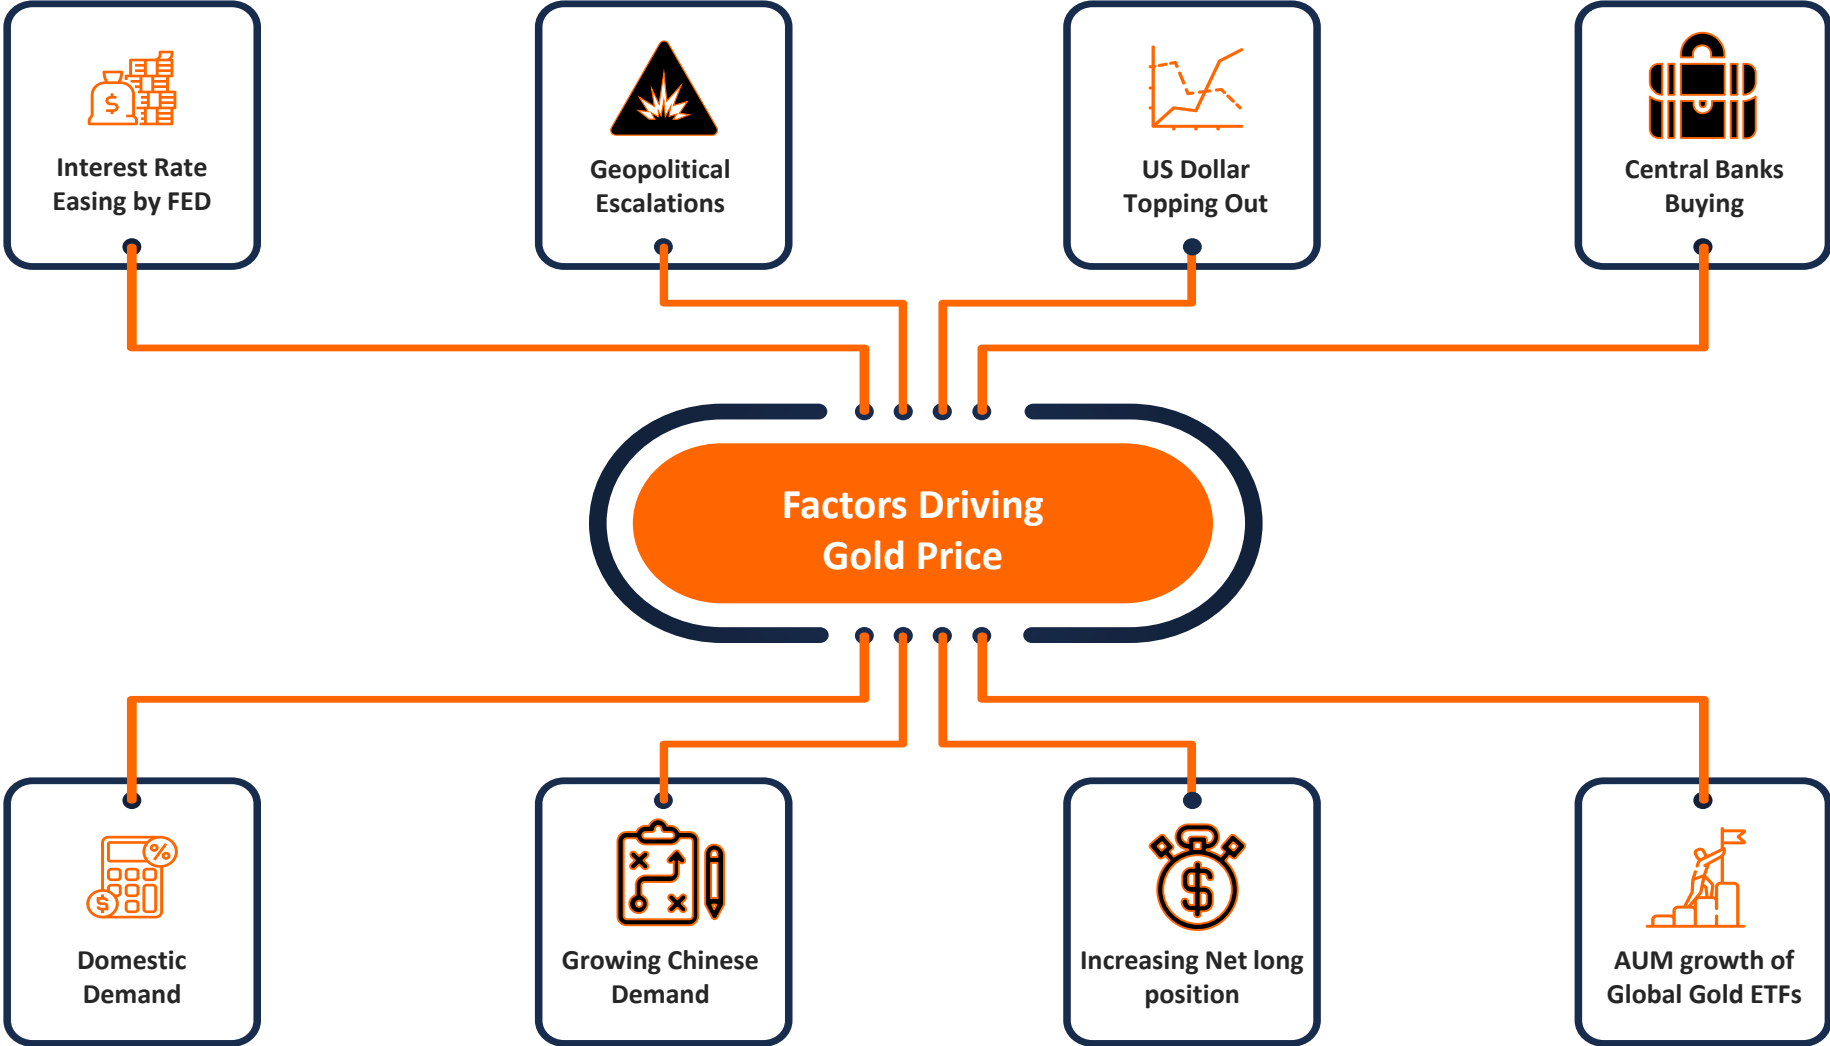 Interest Rate
Easing by FED
Geopolitical
Escalations
US Dollar
Topping Out
Central Banks
Buying
Factors Driving
Gold Price
Domestic
Demand
Growing Chinese
Demand
Increasing Net long
position
AUM growth of
Global Gold ETFs